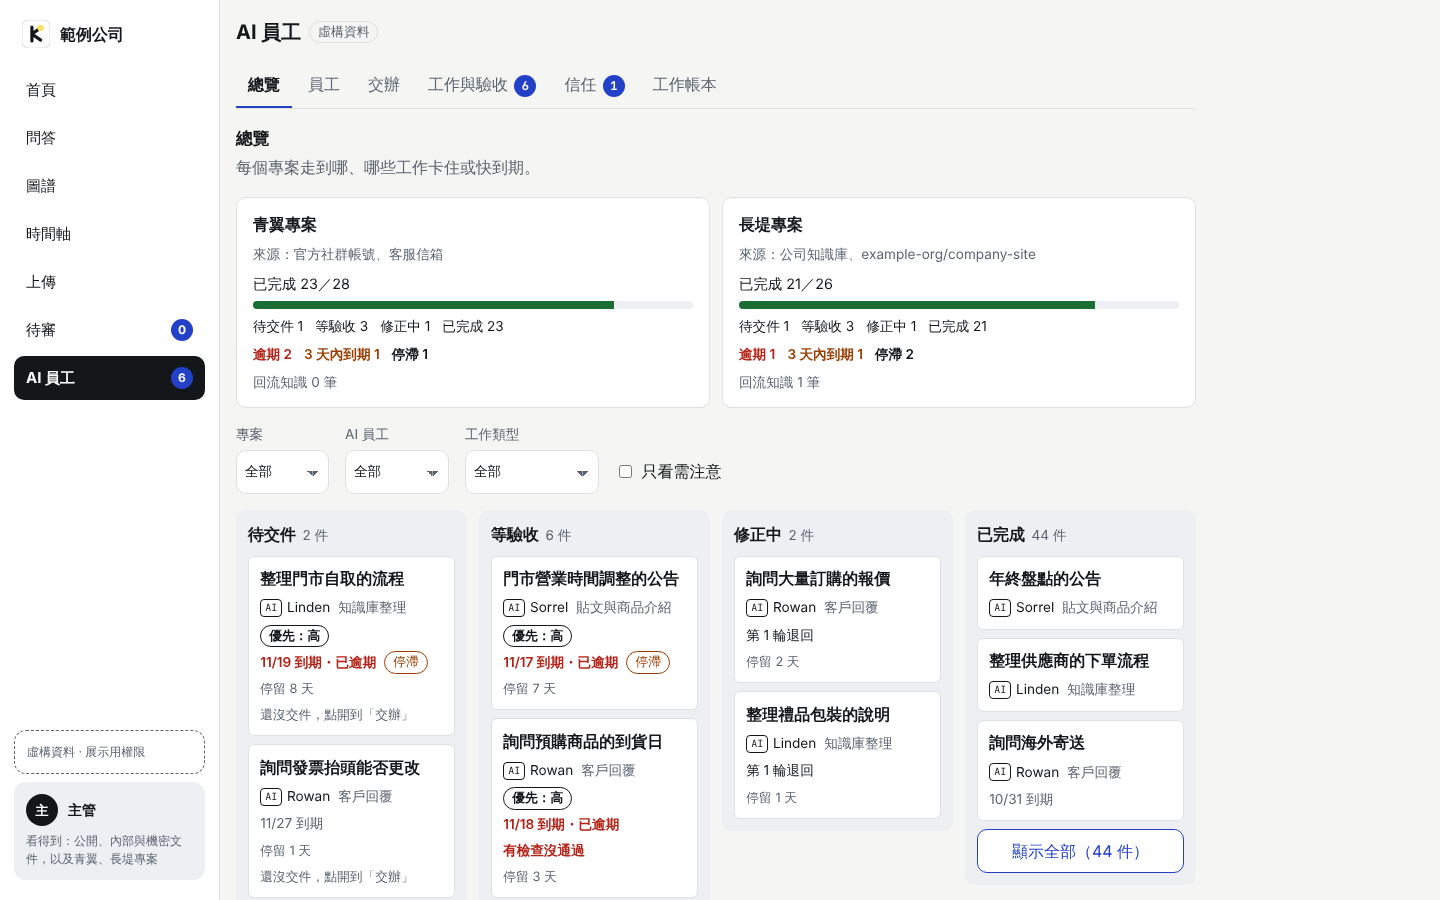 範例公司
首頁
問答
圖譜
時間軸
上傳
待審 0
AI 員工 6
虛構資料 · 展示用權限
主 主管
看得到：公開、內部與機密文
件，以及青翼、長堤專案
AI 員工 虛構資料
總覽 員工 交辦 工作與驗收 6 信任 1 工作帳本
總覽
每個專案走到哪、哪些工作卡住或快到期。
青翼專案
來源：官方社群帳號、客服信箱
已完成 23／28
待交件 1 等驗收 3 修正中 1 已完成 23
逾期 2 3 天內到期 1 停滯 1
回流知識 0 筆
長堤專案
來源：公司知識庫、example-org/company-site
已完成 21／26
待交件 1 等驗收 3 修正中 1 已完成 21
逾期 1 3 天內到期 1 停滯 2
回流知識 1 筆
專案 AI 員工 工作類型
全部 全部 全部 只看需注意
待交件 2 件
整理門市自取的流程
AI Linden 知識庫整理
優先：高
11/19 到期・已逾期 停滯
停留 8 天
還沒交件，點開到「交辦」
詢問發票抬頭能否更改
AI Rowan 客戶回覆
11/27 到期
停留 1 天
還沒交件，點開到「交辦」
等驗收 6 件
門市營業時間調整的公告
AI Sorrel 貼文與商品介紹
優先：高
11/17 到期・已逾期 停滯
停留 7 天
詢問預購商品的到貨日
AI Rowan 客戶回覆
優先：高
11/18 到期・已逾期
有檢查沒通過
停留 3 天
修正中 2 件
詢問大量訂購的報價
AI Rowan 客戶回覆
第 1 輪退回
停留 2 天
整理禮品包裝的說明
AI Linden 知識庫整理
第 1 輪退回
停留 1 天
已完成 44 件
年終盤點的公告
AI Sorrel 貼文與商品介紹
整理供應商的下單流程
AI Linden 知識庫整理
詢問海外寄送
AI Rowan 客戶回覆
10/31 到期
顯示全部（44 件）